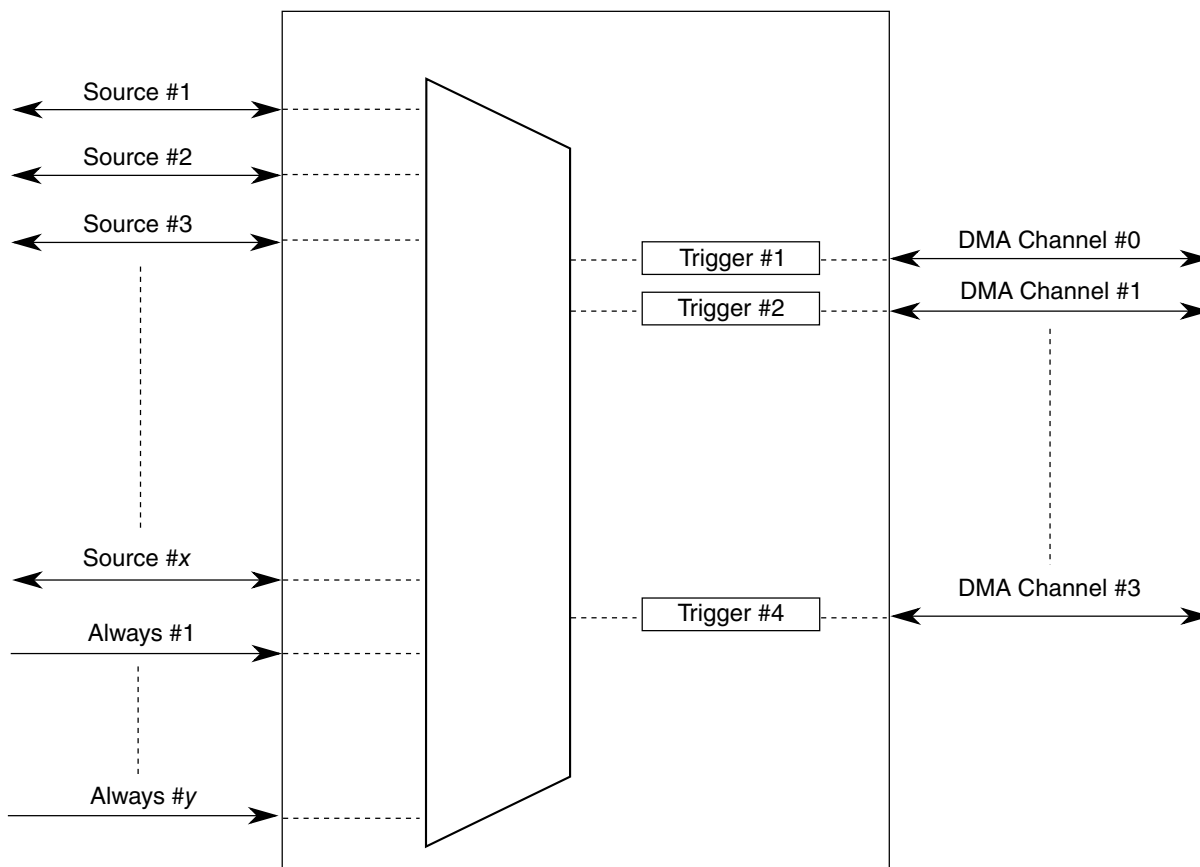 Source #1
Source #2
Source #3
Source #x
Always #1
Always #y
Trigger #1
Trigger #2
Trigger #4
DMA Channel #0
DMA Channel #1
DMA Channel #3